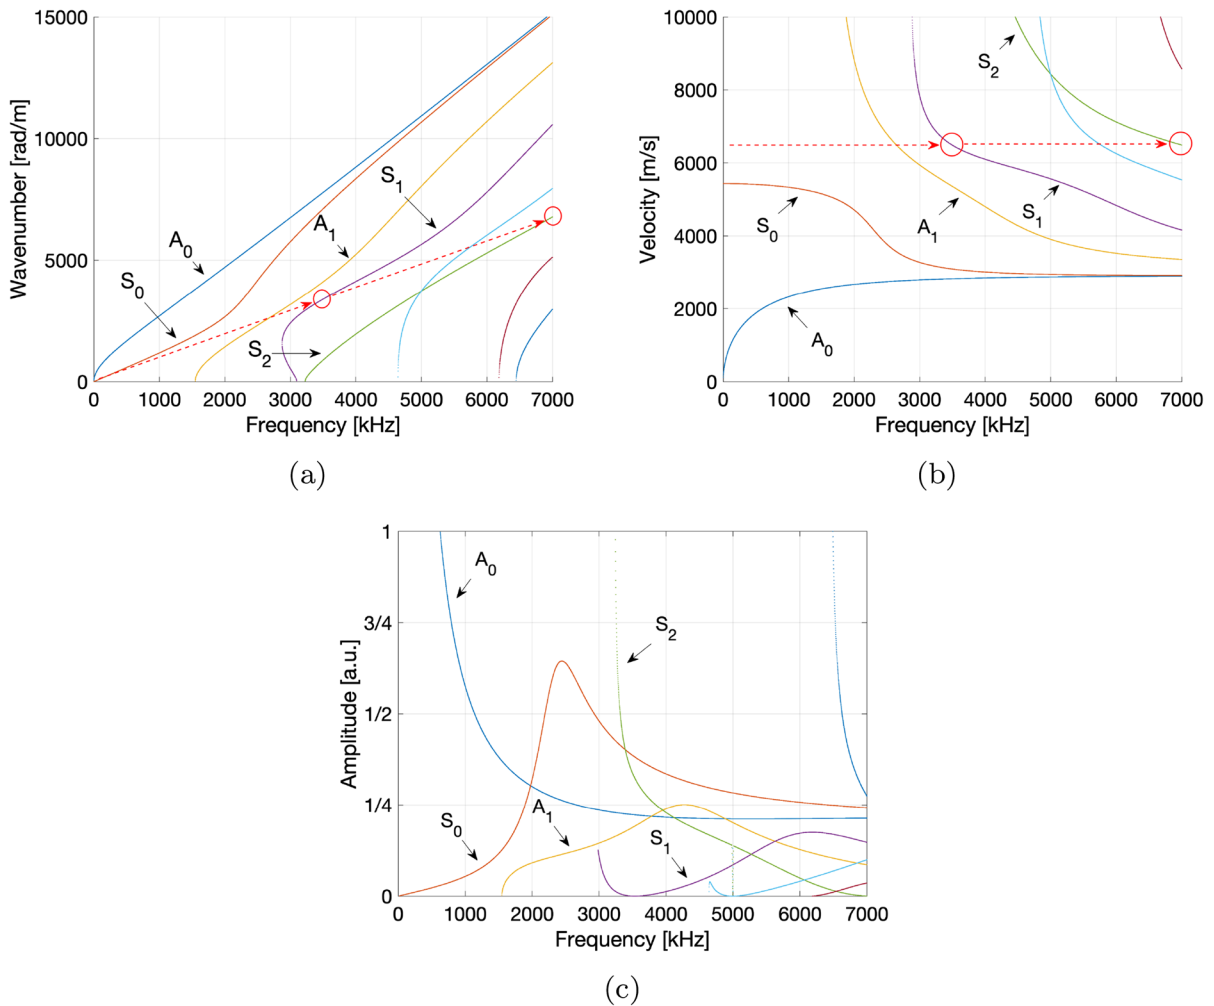 15000
10000
5000
0
Wavenumber [rad/m]
A0
S0
A1
S1
S2
0 1000 2000 3000 4000 5000 6000 7000
Frequency [kHz]
(a)
10000
8000
6000
4000
2000
0
Velocity [m/s]
S2
S0
A1
S1
A0
0 1000 2000 3000 4000 5000 6000 7000
Frequency [kHz]
(b)
1
3/4
1/2
1/4
0
Amplitude [a.u.]
A0
S2
S0
A1
S1
0 1000 2000 3000 4000 5000 6000 7000
Frequency [kHz]
(c)